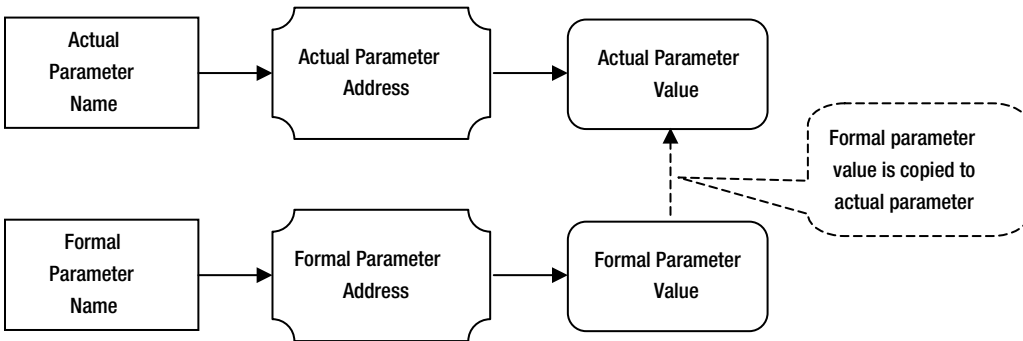 Actual
Parameter
Name
Actual Parameter
Address
Actual Parameter
Value
Formal parameter
value is copied to
actual parameter
Formal
Parameter
Name
Formal Parameter
Address
Formal Parameter
Value